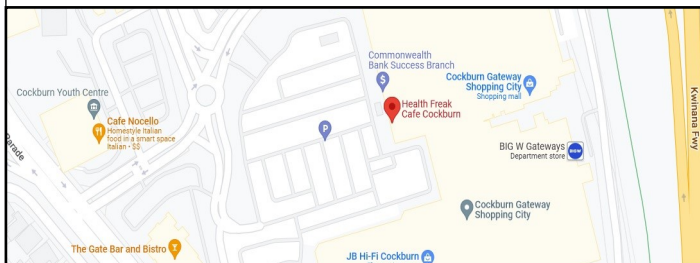 Commonwealth
Bank Success Branch
Cockburn Gateway
Shopping City
Shopping mall
Cockburn Youth Centre
Health Freak
Cafe Cockburn
Cafe Nocello
Homestyle Italian
food in a smart space
Italian • $$
P
$
Parade
Kwinana Fwy
BIG W Gateways
Department store
BIG W
Cockburn Gateway
Shopping City
The Gate Bar and Bistro
JB Hi-Fi Cockburn